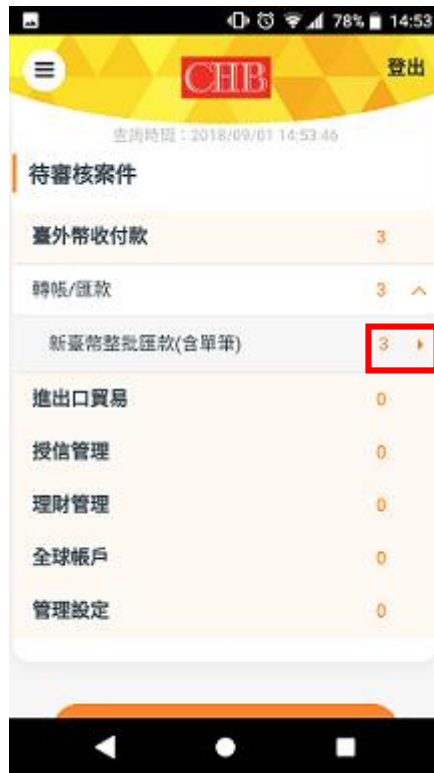 78% 14:53
CHB 登出
查詢時間：2018/09/01 14:53:46
待審核案件
臺外幣收付款 3
轉帳/匯款 3
新臺幣整批匯款(含單筆) 3
進出口貿易 0
授信管理 0
理財管理 0
全球帳戶 0
管理設定 0